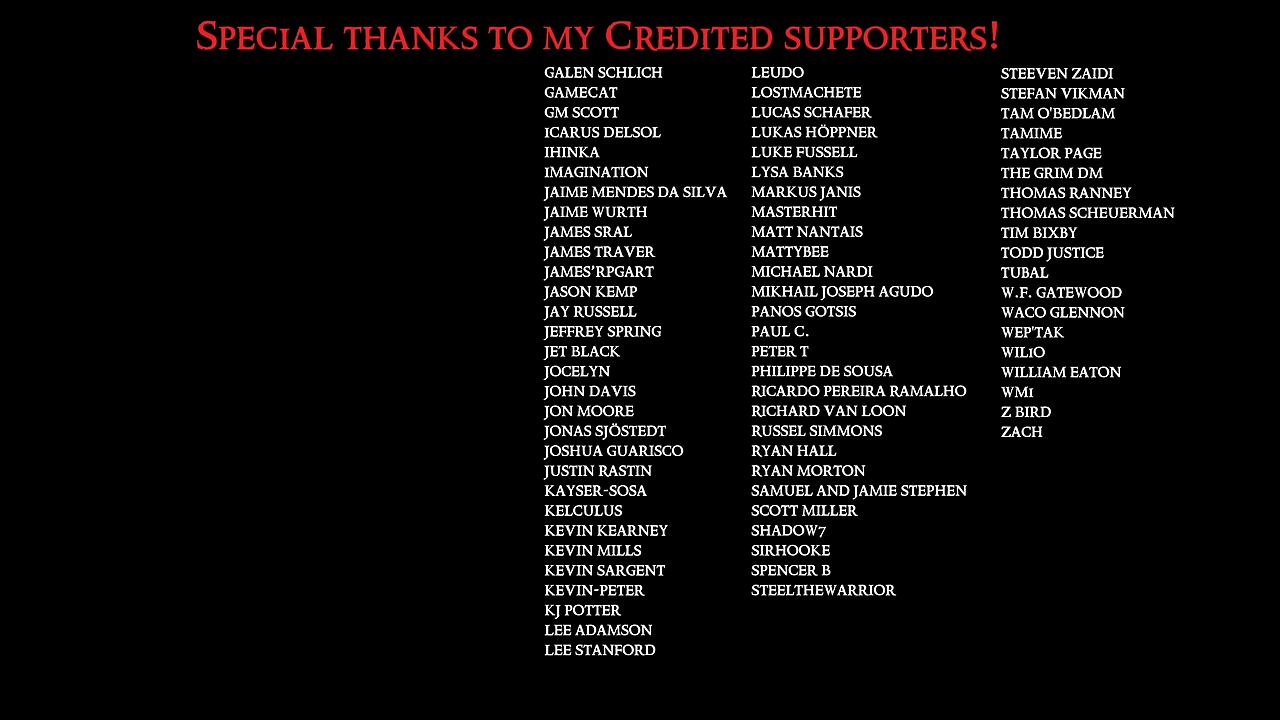 Special thanks to my Credited supporters!
GALEN SCHLICH
GAMECAT
GM SCOTT
ICARUS DELSOL
IHINKA
IMAGINATION
JAIME MENDES DA SILVA
JAIME WURTH
JAMES SRAL
JAMES TRAVER
JAMES'RPGART
JASON KEMP
JAY RUSSELL
JEFFREY SPRING
JET BLACK
JOCELYN
JOHN DAVIS
JON MOORE
JONAS SJÖSTEDT
JOSHUA GUARISCO
JUSTIN RASTIN
KAYSER-SOSA
KELCULUS
KEVIN KEARNEY
KEVIN MILLS
KEVIN SARGENT
KEVIN-PETER
KJ POTTER
LEE ADAMSON
LEE STANFORD
LEUDO
LOSTMACHETE
LUCAS SCHAFER
LUKAS HÖPPNER
LUKE FUSSELL
LYSA BANKS
MARKUS JANIS
MASTERHIT
MATT NANTAIS
MATTYBEE
MICHAEL NARDI
MIKHAIL JOSEPH AGUDO
PANOS GOTSIS
PAUL C.
PETER T
PHILIPPE DE SOUSA
RICARDO PEREIRA RAMALHO
RICHARD VAN LOON
RUSSEL SIMMONS
RYAN HALL
RYAN MORTON
SAMUEL AND JAMIE STEPHEN
SCOTT MILLER
SHADOW7
SIRHOOKE
SPENCER B
STEELTHEWARRIOR
STEEVEN ZAIDI
STEFAN VIKMAN
TAM O'BEDLAM
TAMIME
TAYLOR PAGE
THE GRIM DM
THOMAS RANNEY
THOMAS SCHEUERMAN
TIM BIXBY
TODD JUSTICE
TUBAL
W.F. GATEWOOD
WACO GLENNON
WEP'TAK
WIL1O
WILLIAM EATON
WM1
Z BIRD
ZACH